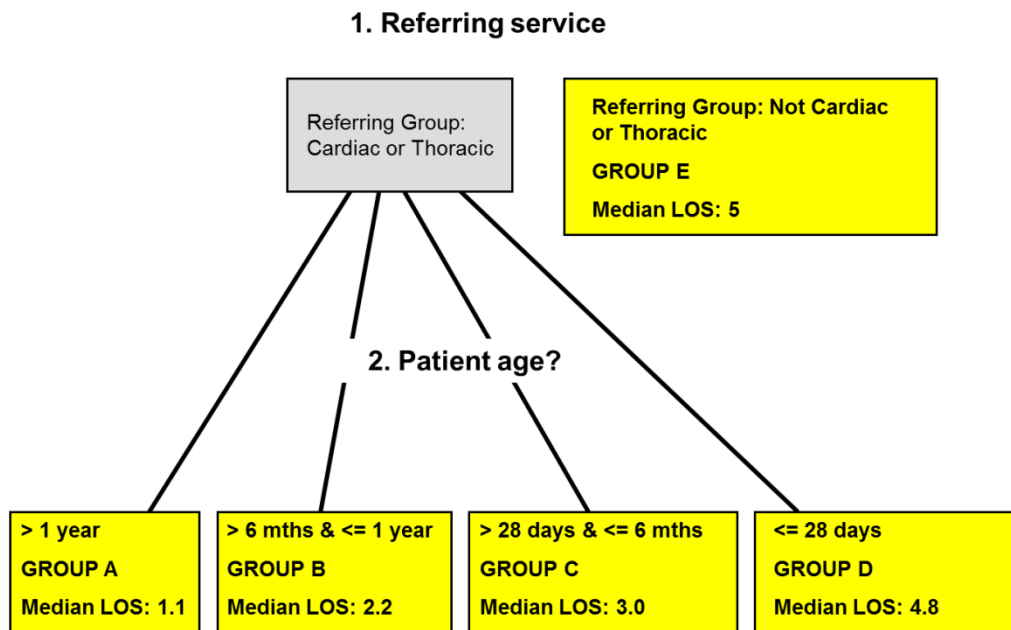 1. Referring service
Referring Group:
Cardiac or Thoracic
Referring Group: Not Cardiac
or Thoracic
GROUP E
Median LOS: 5
2. Patient age?
> 1 year
GROUP A
Median LOS: 1.1
> 6 mths & <= 1 year
GROUP B
Median LOS: 2.2
> 28 days & <= 6 mths
GROUP C
Median LOS: 3.0
<= 28 days
GROUP D
Median LOS: 4.8